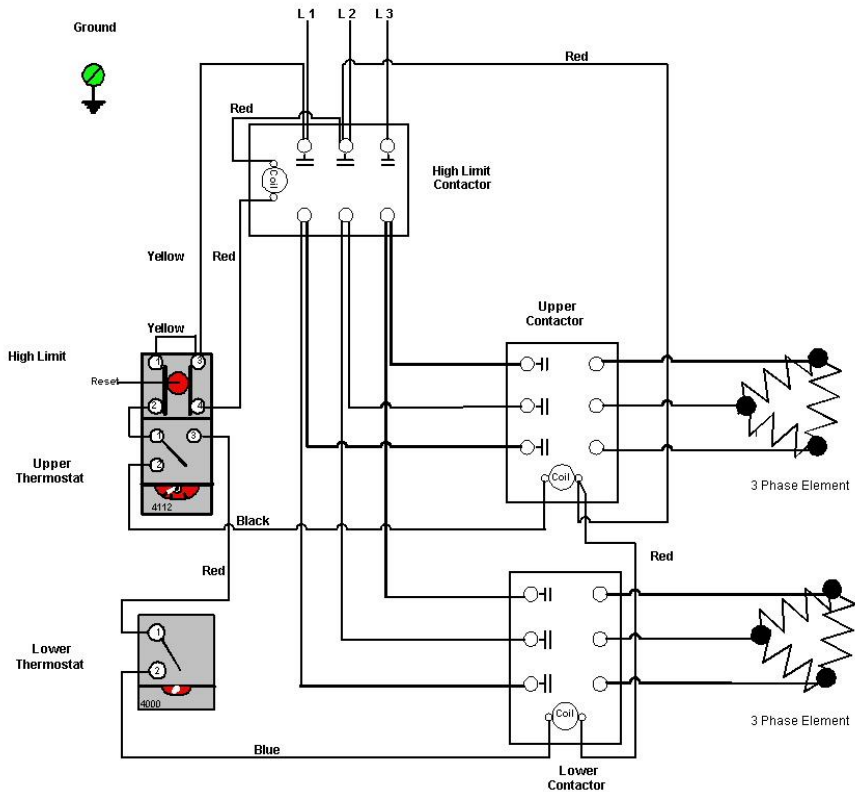 Ground
L 1
L 2
L 3
Red
Red
Coil
High Limit
Contactor
Yellow
Red
Yellow
High Limit
1
3
Reset
2
4
Upper
Contactor
1
3
2
Upper
Thermostat
4112
Coil
3 Phase Element
Black
Red
Red
Lower
Thermostat
1
2
4000
Coil
3 Phase Element
Blue
Lower
Contactor